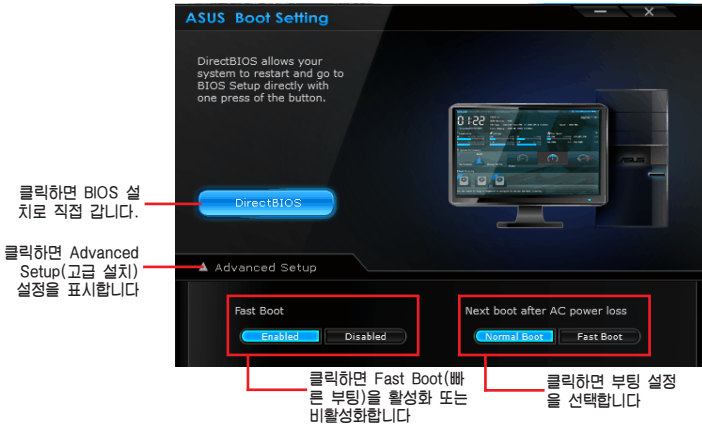 ASUS Boot Setting
DirectBIOS allows your
system to restart and go to
BIOS Setup directly with
one press of the button.
01:22
클릭하면 BIOS 설
치로 직접 갑니다.
DirectBIOS
클릭하면 Advanced
Setup(고급 설치)
설정을 표시합니다
Advanced Setup
Fast Boot
Enabled Disabled
Next boot after AC power loss
Normal Boot Fast Boot
클릭하면 Fast Boot(빠
른 부팅)을 활성화 또는
비활성화합니다
클릭하면 부팅 설정
을 선택합니다